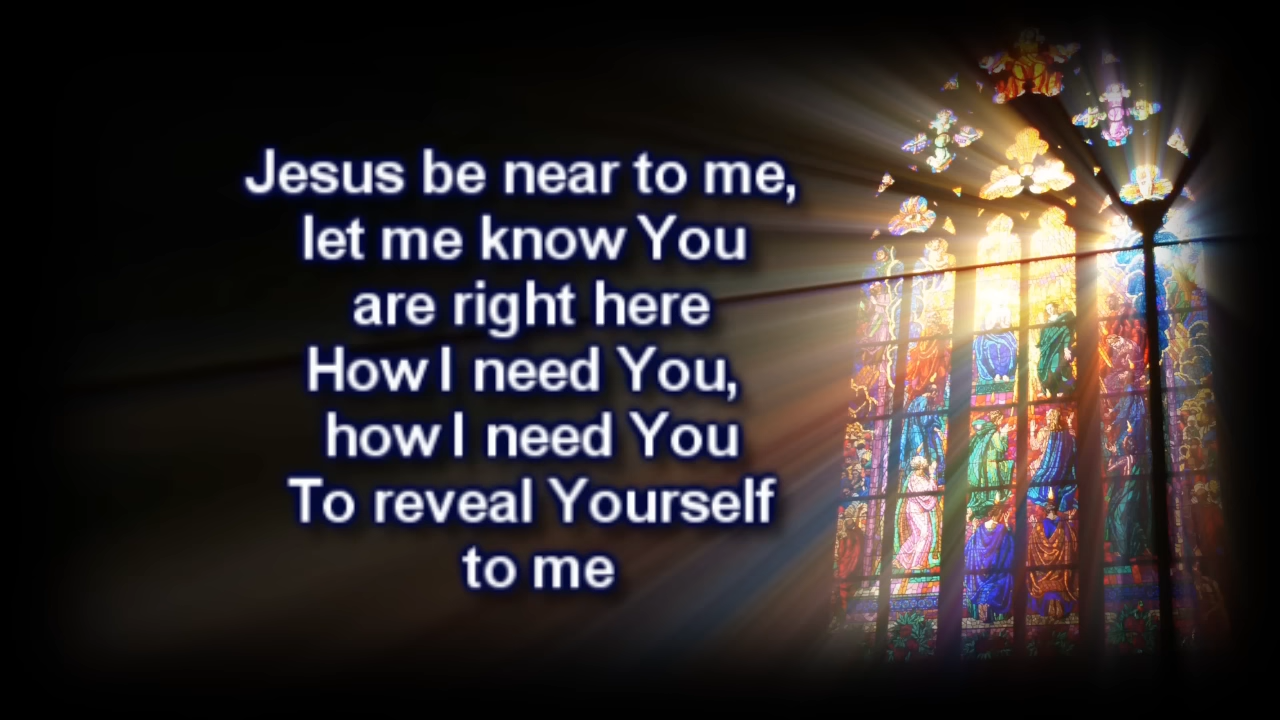 Jesus be near to me,
let me know You
are right here
How I need You,
how I need You
To reveal Yourself
to me